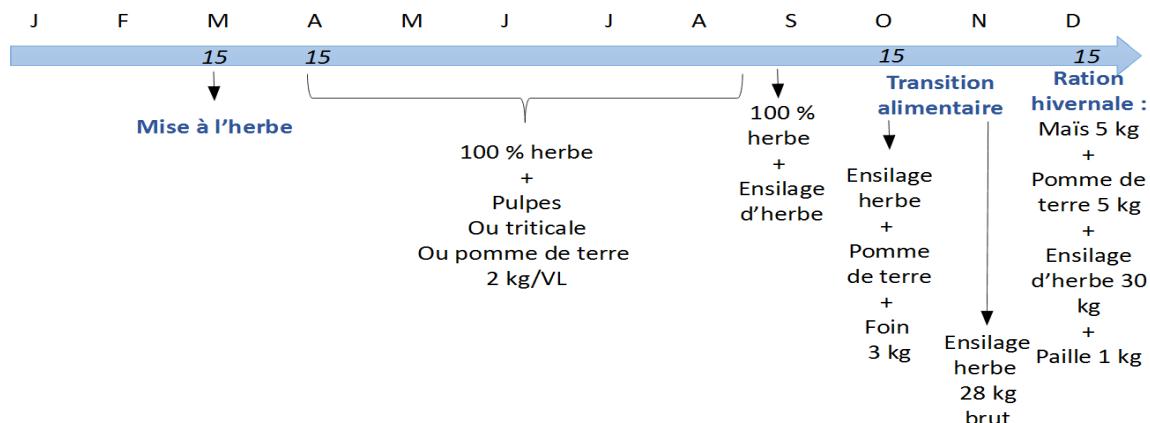 J F M A M J J A S O N D
15 15 15 15
Mise à l’herbe
100 % herbe
+
Pulpes
Ou triticale
Ou pomme de terre
2 kg/VL
100 %
herbe
+
Ensilage
d’herbe
Transition
alimentaire
Ensilage
herbe
+
Pomme
de terre
+
Foin
3 kg
Ensilage
herbe
28 kg
brut
Ration
hivernale :
Maïs 5 kg
+
Pomme de
terre 5 kg
+
Ensilage
d’herbe 30
kg
+
Paille 1 kg